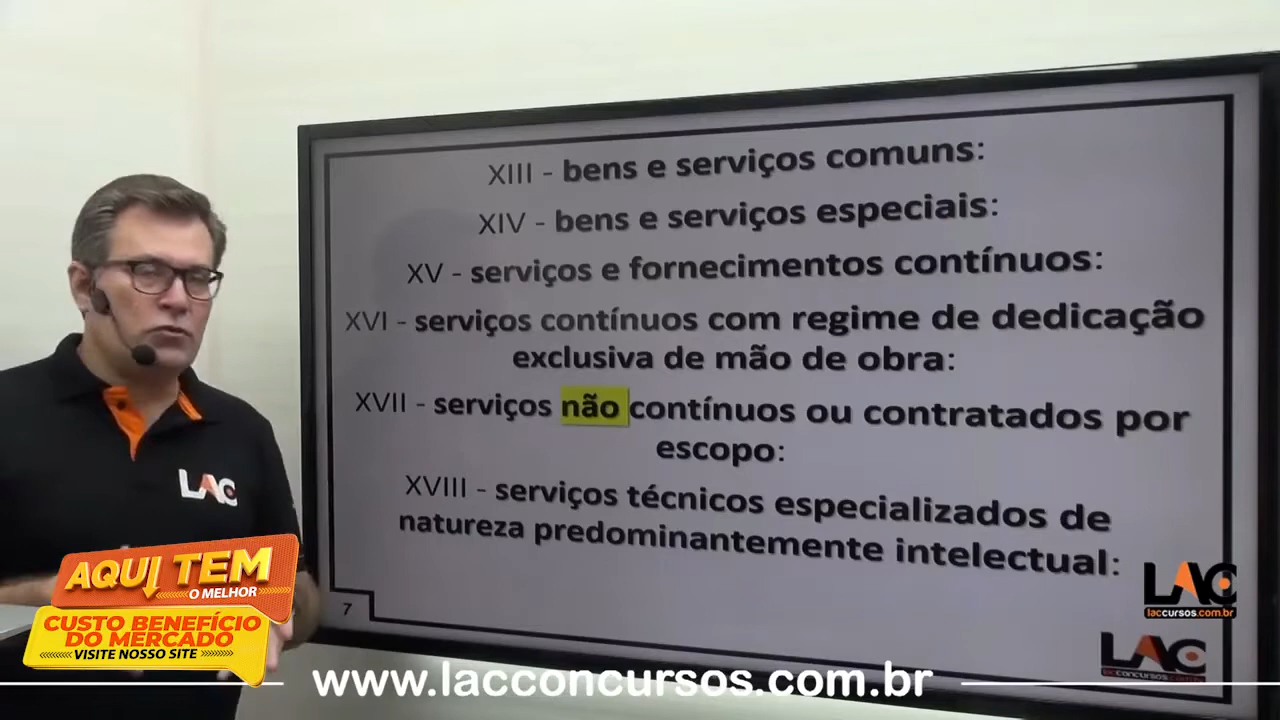 XIII - bens e serviços comuns:
XIV - bens e serviços especiais:
XV - serviços e fornecimentos contínuos:
XVI - serviços contínuos com regime de dedicação
exclusiva de mão de obra:
XVII - serviços não contínuos ou contratados por
escopo:
XVIII - serviços técnicos especializados de
natureza predominantemente intelectual:
7
LAC
laccursos.com.br
LAC
lacconcursos.com.br
LAC
AQUI TEM
O MELHOR
CUSTO BENEFÍCIO
DO MERCADO
VISITE NOSSO SITE
www.lacconcursos.com.br